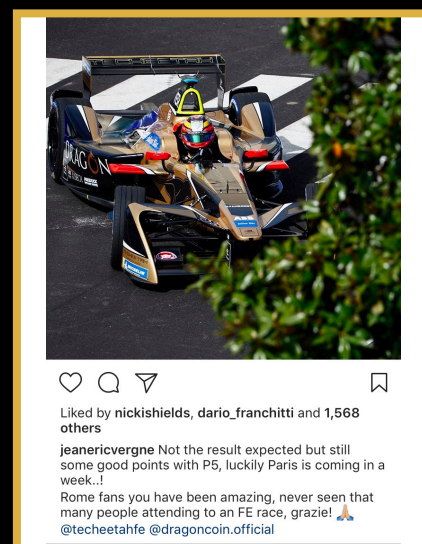 DRAGON
ABB
MICHELIN
Liked by nickishields, dario_franchitti and 1,568
others
jeanericvergne Not the result expected but still
some good points with P5, luckily Paris is coming in a
week..!
Rome fans you have been amazing, never seen that
many people attending to an FE race, grazie! 🙏🏼
@techeetahfe @dragoncoin.official